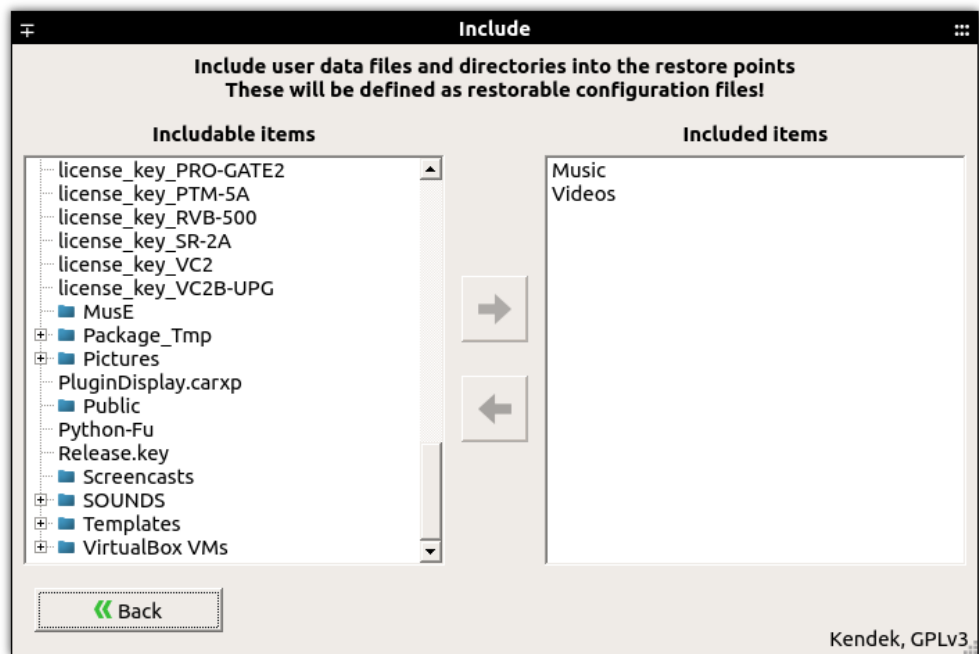 Include
Include user data files and directories into the restore points
These will be defined as restorable configuration files!
Includable items
license_key_PRO-GATE2
license_key_PTM-5A
license_key_RVB-500
license_key_SR-2A
license_key_VC2
license_key_VC2B-UPG
MusE
Package_Tmp
Pictures
PluginDisplay.carxp
Public
Python-Fu
Release.key
Screencasts
SOUNDS
Templates
VirtualBox VMs
Included items
Music
Videos
Back
Kendek, GPLv3